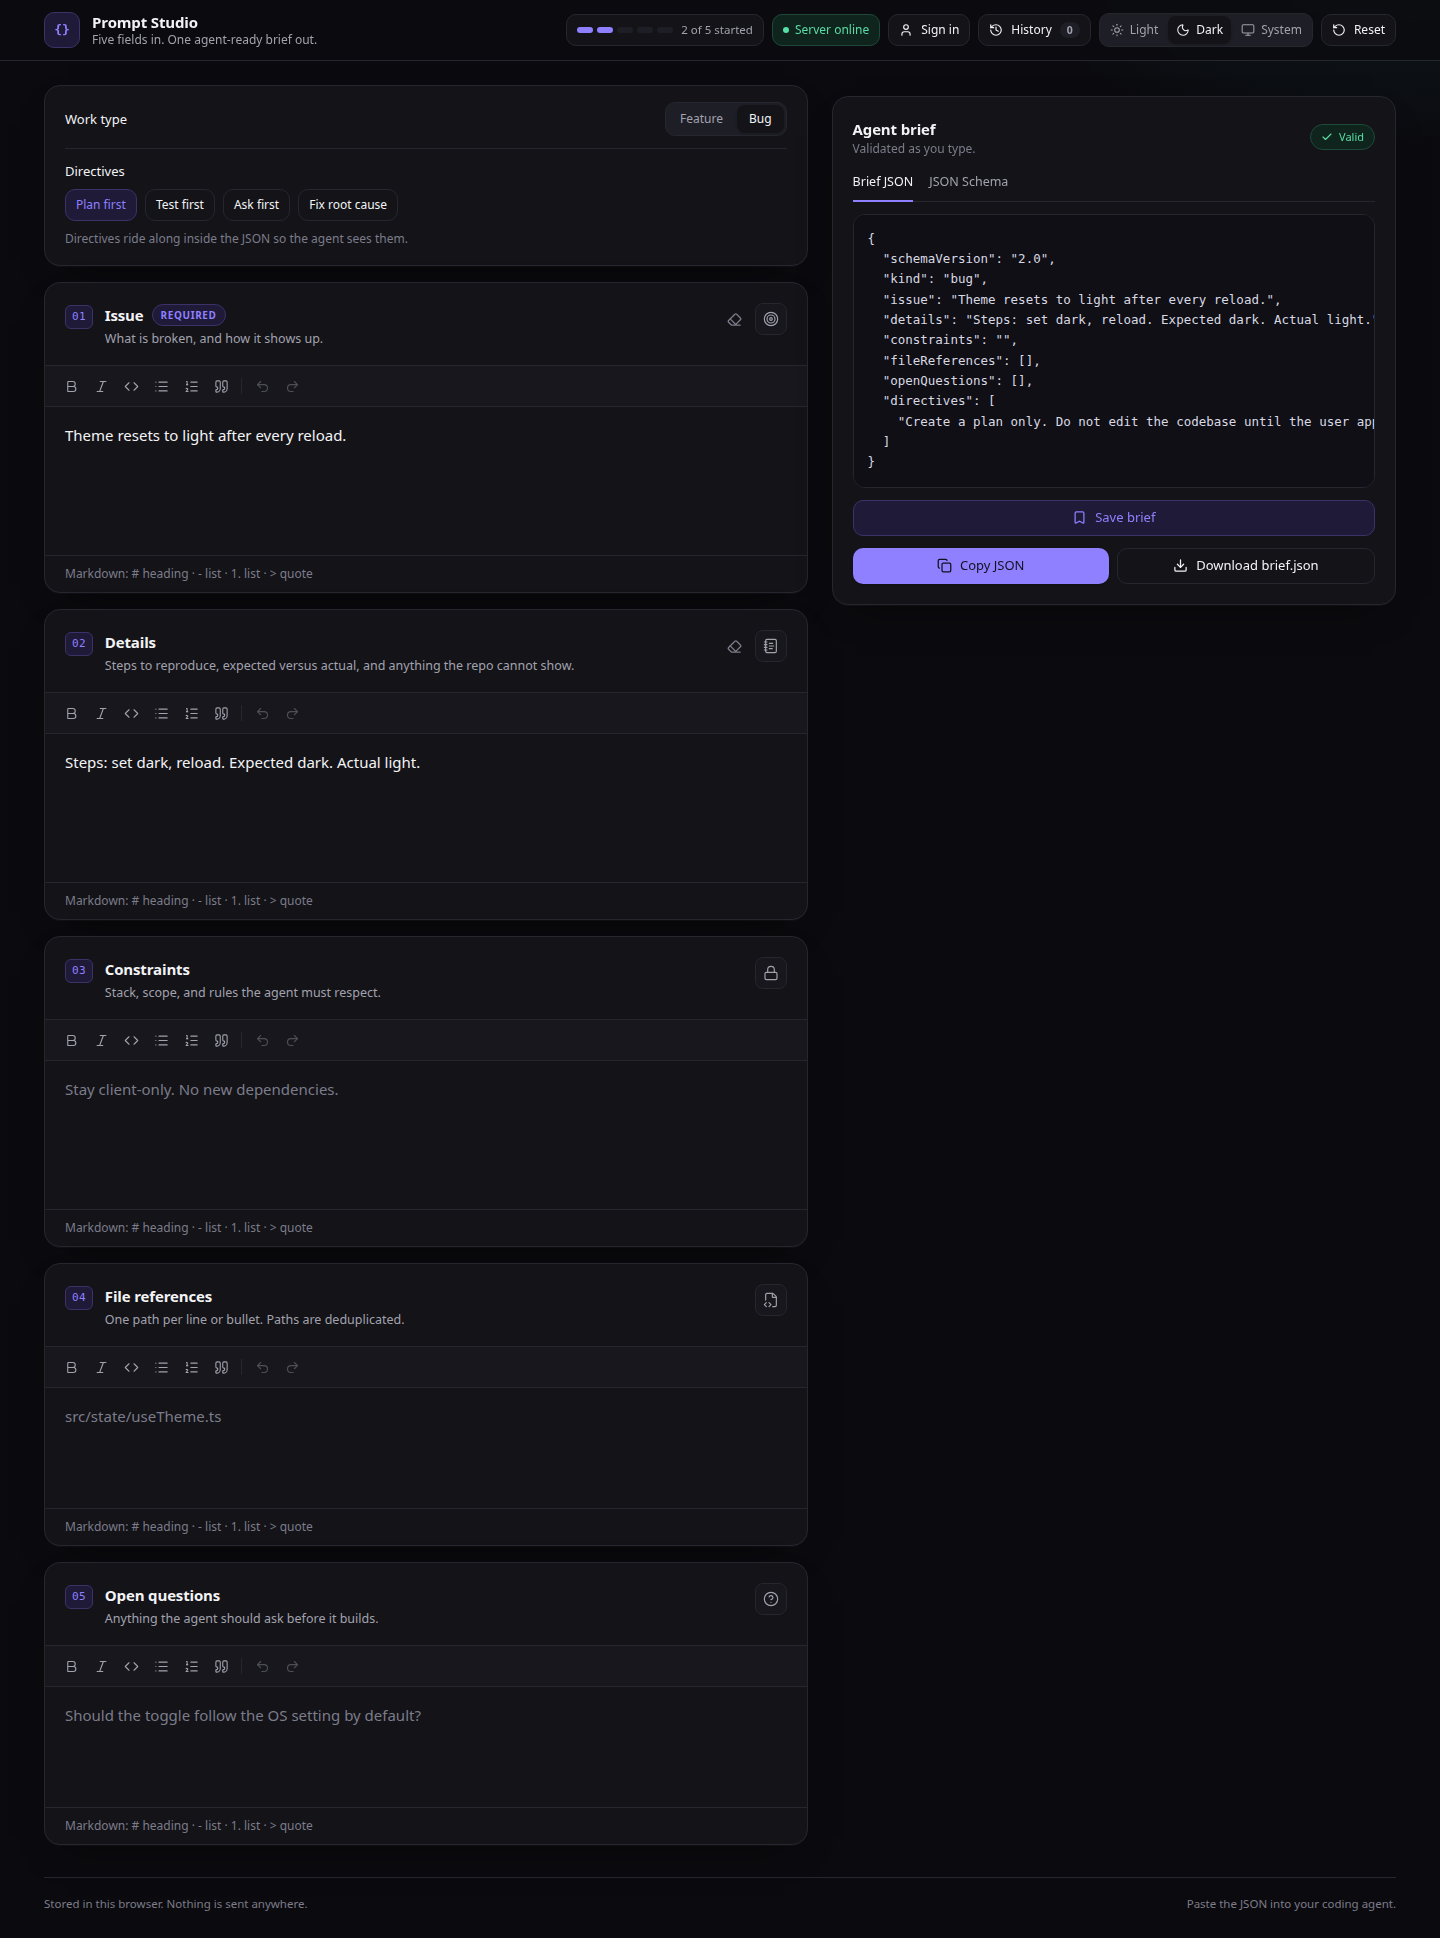 {} Prompt Studio
Five fields in. One agent-ready brief out.
2 of 5 started
Server online
Sign in
History 0
Light
Dark
System
Reset
Work type
Feature
Bug
Directives
Plan first
Test first
Ask first
Fix root cause
Directives ride along inside the JSON so the agent sees them.
01 Issue REQUIRED
What is broken, and how it shows up.
Theme resets to light after every reload.
Markdown: # heading · - list · 1. list · > quote
02 Details
Steps to reproduce, expected versus actual, and anything the repo cannot show.
Steps: set dark, reload. Expected dark. Actual light.
Markdown: # heading · - list · 1. list · > quote
03 Constraints
Stack, scope, and rules the agent must respect.
Stay client-only. No new dependencies.
Markdown: # heading · - list · 1. list · > quote
04 File references
One path per line or bullet. Paths are deduplicated.
src/state/useTheme.ts
Markdown: # heading · - list · 1. list · > quote
05 Open questions
Anything the agent should ask before it builds.
Should the toggle follow the OS setting by default?
Markdown: # heading · - list · 1. list · > quote
Agent brief
Validated as you type.
Valid
Brief JSON
JSON Schema
{
"schemaVersion": "2.0",
"kind": "bug",
"issue": "Theme resets to light after every reload.",
"details": "Steps: set dark, reload. Expected dark. Actual light."
"constraints": "",
"fileReferences": [],
"openQuestions": [],
"directives": [
"Create a plan only. Do not edit the codebase until the user app
]
}
Save brief
Copy JSON
Download brief.json
Stored in this browser. Nothing is sent anywhere.
Paste the JSON into your coding agent.